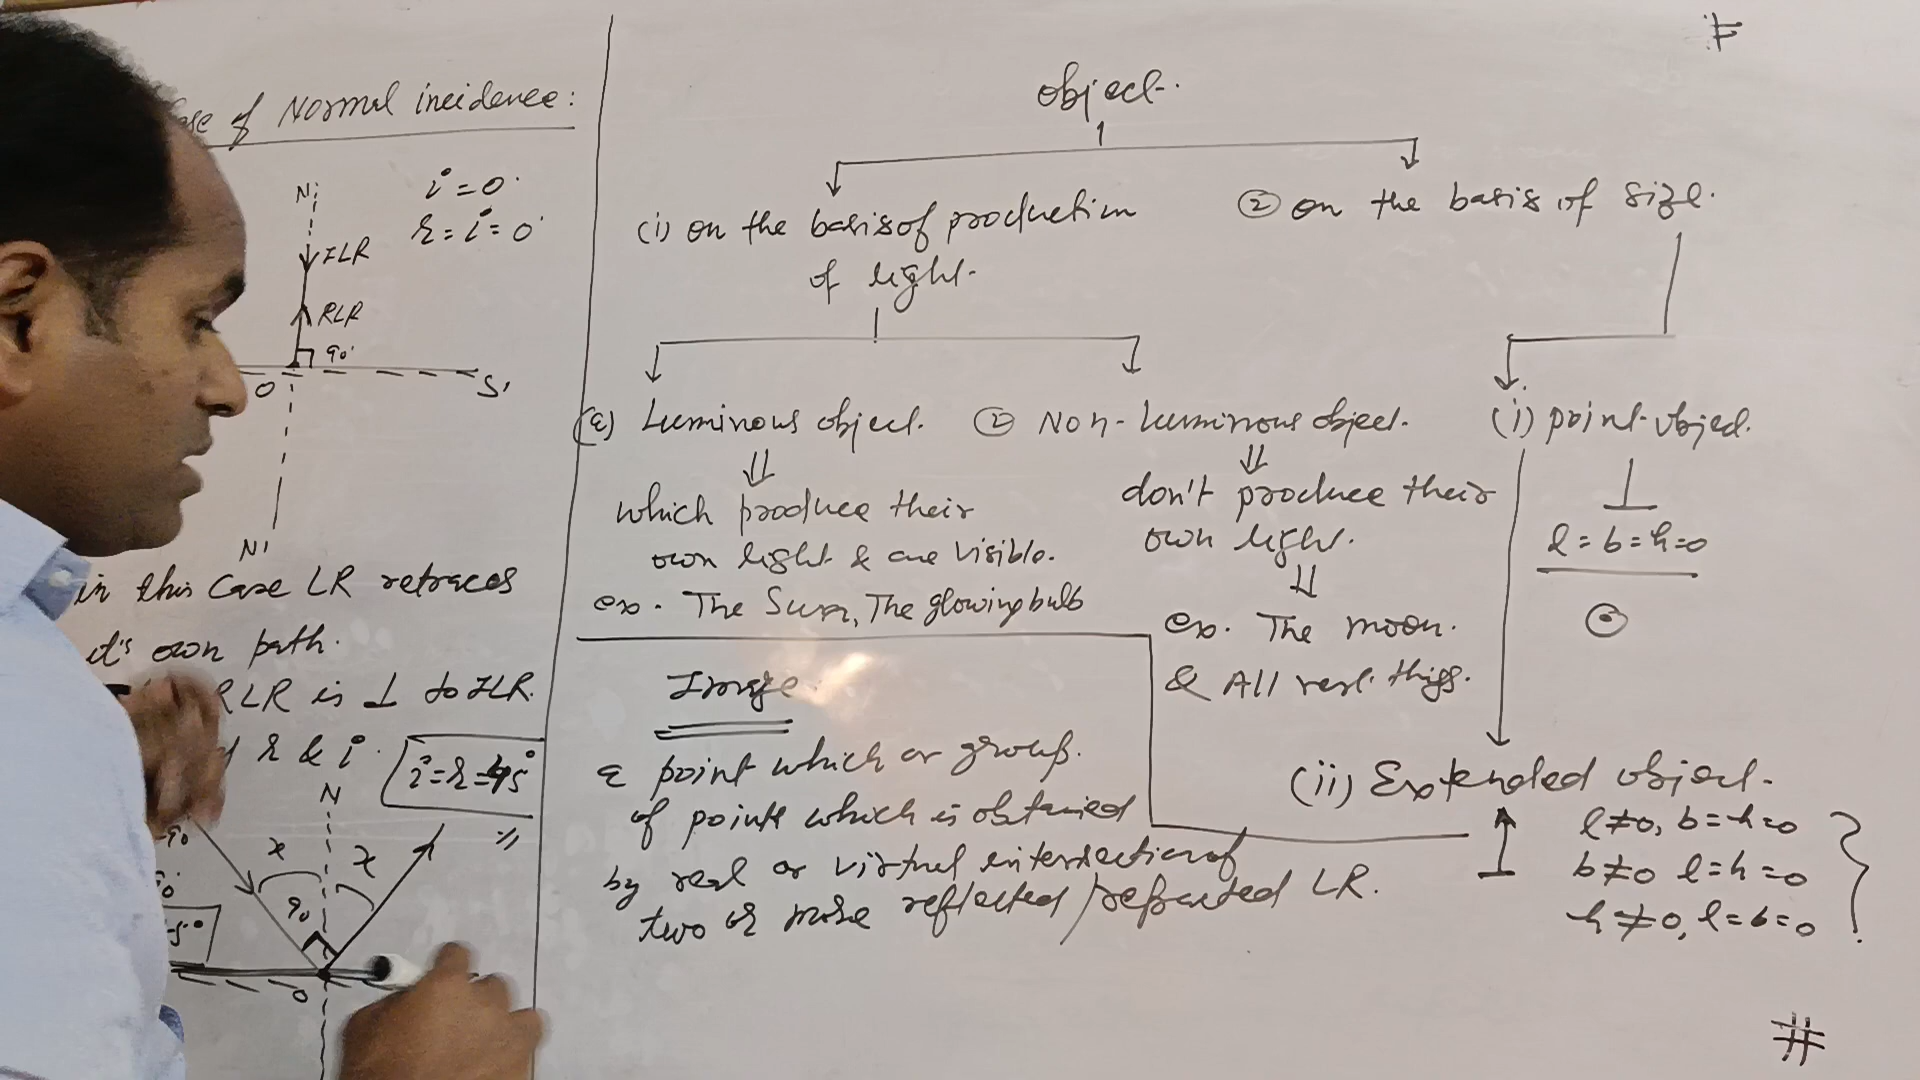 of Normal incidence:
N
i = 0
r = i = 0
ILR
RLR
90°
O
S'
N'
in this case LR retraces
it's own path.
RLR is ⊥ to ILR.
r & i
i = r = 45°
N
x x
90
90
O
#
object.
(i) on the basis of production
of light.
② on the basis of size.
Luminous object.
② Non-luminous object.
(i) point object.
which produce their
own light & are visible.
ex. The Sun, The glowing bulb
don't produce their
own light.
ex. The moon.
& All rest things.
l = b = h = 0
Image
a point which or group
of points which is obtained
by real or virtual intersection of
two or more reflected/refracted LR.
(ii) Extended object.
l ≠ 0, b = h = 0
b ≠ 0 l = h = 0
h ≠ 0, l = b = 0
#